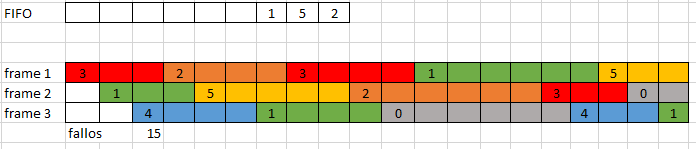 FIFO 1 5 2
frame 1 3 2 3 1 5
frame 2 1 5 2 3 0
frame 3 4 1 0 4 1
fallos 15